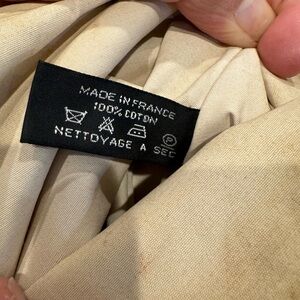 MADE IN FRANCE
100% COTON
P
NETTOYAGE A SEC